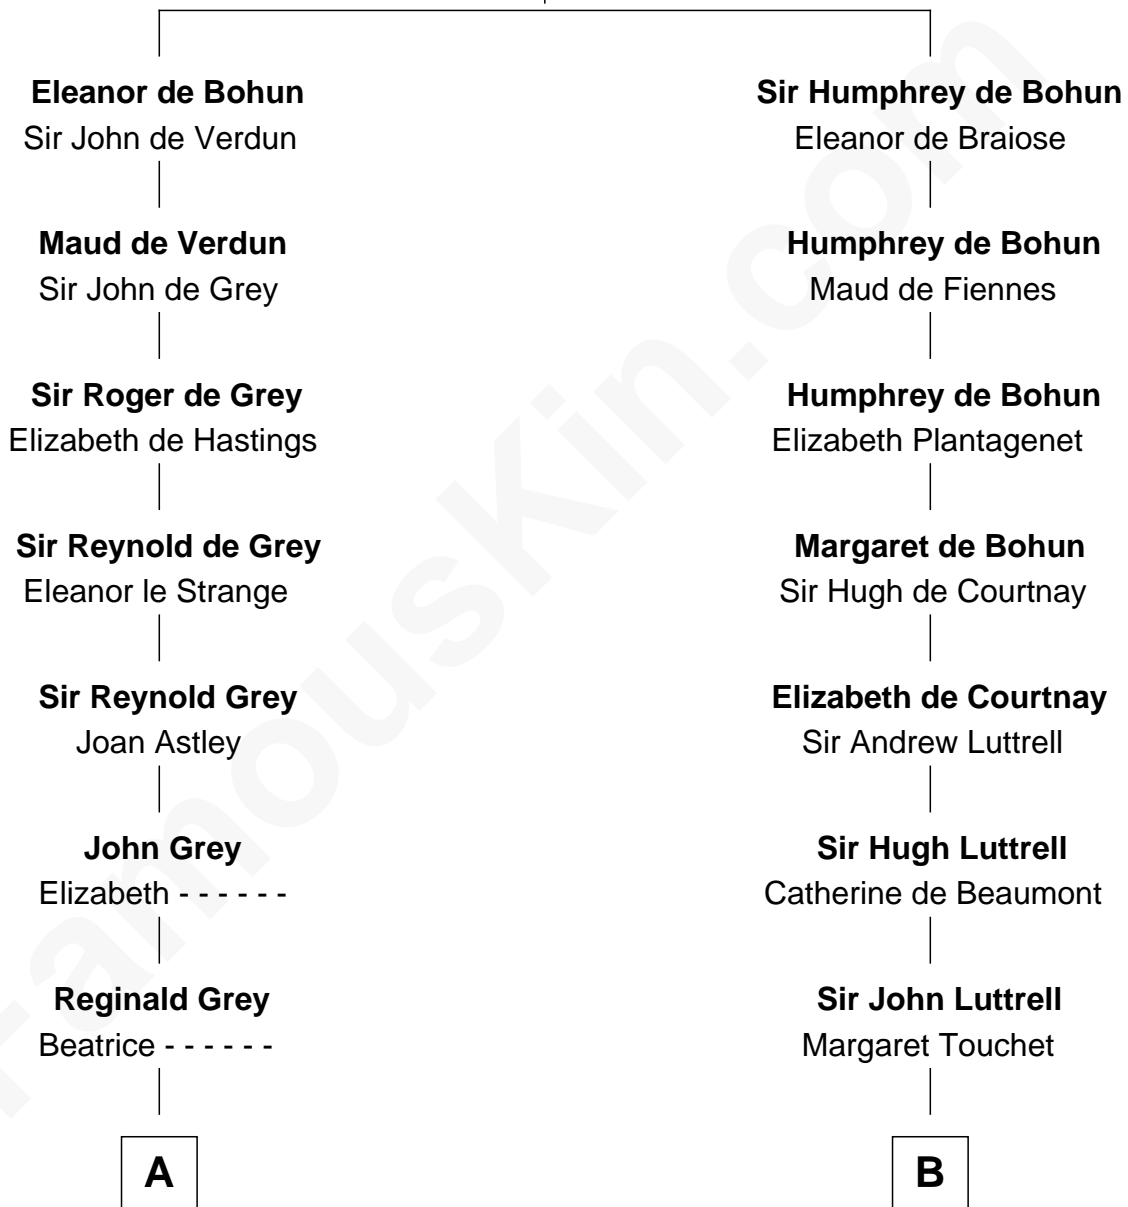 Eleanor de Bohun
Sir John de Verdun
Maud de Verdun
Sir John de Grey
Sir Roger de Grey
Elizabeth de Hastings
Sir Reynold de Grey
Eleanor le Strange
Sir Reynold Grey
Joan Astley
John Grey
Elizabeth - - - - - -
Reginald Grey
Beatrice - - - - - -
A
Sir Humphrey de Bohun
Eleanor de Braiose
Humphrey de Bohun
Maud de Fiennes
Humphrey de Bohun
Elizabeth Plantagenet
Margaret de Bohun
Sir Hugh de Courtnay
Elizabeth de Courtnay
Sir Andrew Luttrell
Sir Hugh Luttrell
Catherine de Beaumont
Sir John Luttrell
Margaret Touchet
B
FamousKin.com